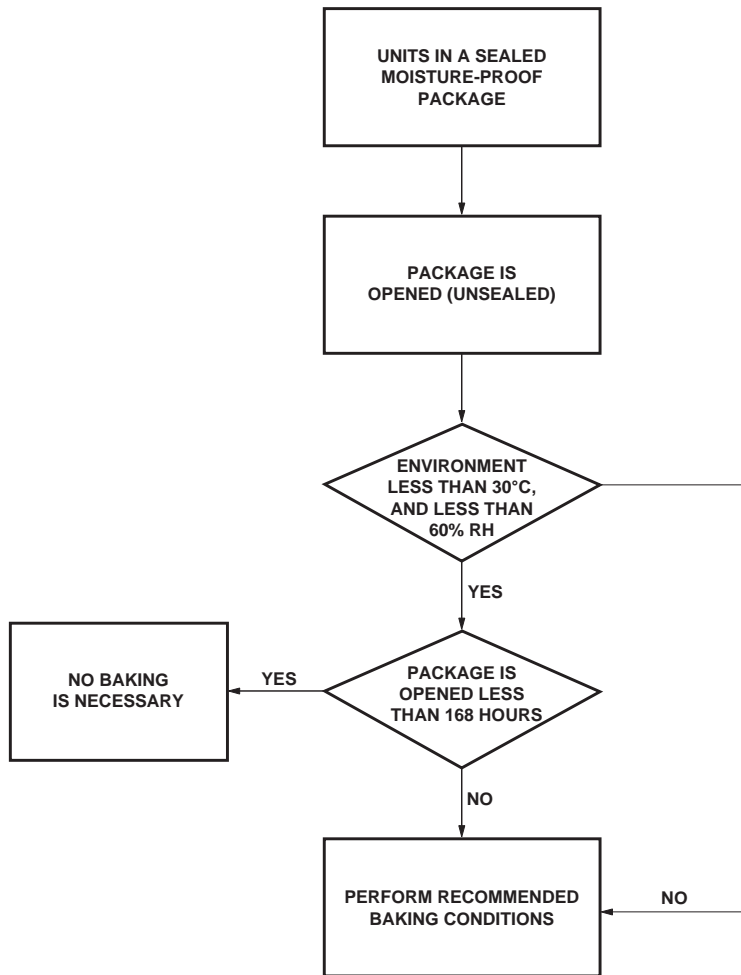 UNITS IN A SEALED
MOISTURE-PROOF
PACKAGE
PACKAGE IS
OPENED (UNSEALED)
ENVIRONMENT
LESS THAN 30°C,
AND LESS THAN
60% RH
YES
NO BAKING
IS NECESSARY
YES
PACKAGE IS
OPENED LESS
THAN 168 HOURS
NO
PERFORM RECOMMENDED
BAKING CONDITIONS
NO